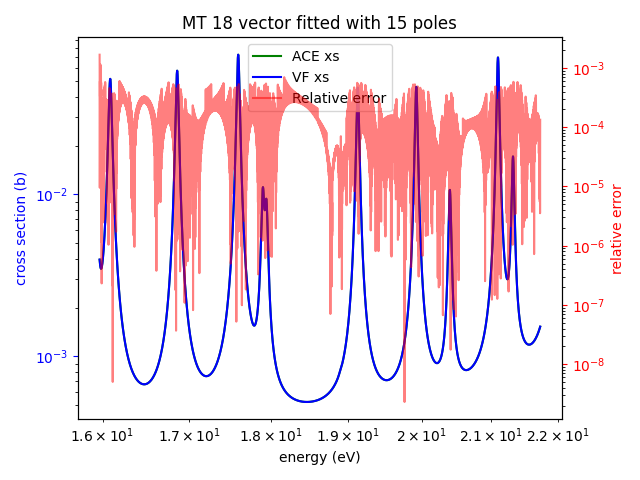 MT 18 vector fitted with 15 poles
ACE xs
VF xs
Relative error
cross section (b)
10⁻²
10⁻³
10⁻³
10⁻⁴
10⁻⁵
10⁻⁶
10⁻⁷
10⁻⁸
relative error
1.6 × 10¹ 1.7 × 10¹ 1.8 × 10¹ 1.9 × 10¹ 2 × 10¹ 2.1 × 10¹ 2.2 × 10¹
energy (eV)